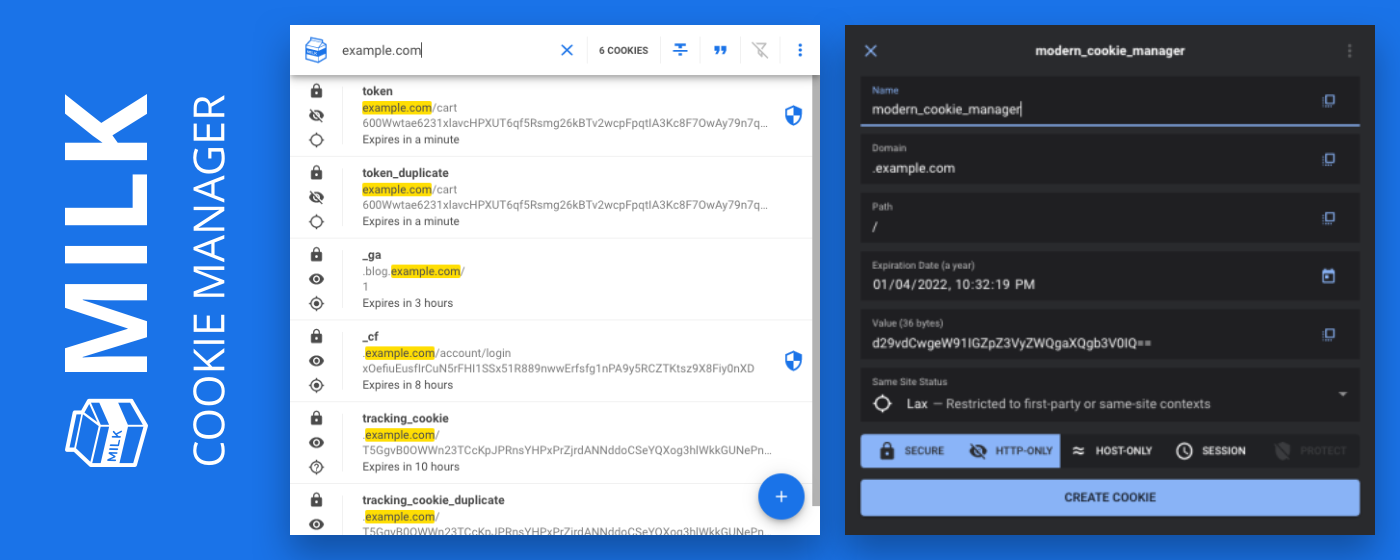 MILK
COOKIE MANAGER
MILK
MILK
example.com
6 COOKIES
token
example.com/cart
600Wwtae6231xIavcHPXUT6qf5Rsmg26kBTv2wcpFpqtIA3Kc8F7OwAy79n7q...
Expires in a minute
token_duplicate
example.com/cart
600Wwtae6231xIavcHPXUT6qf5Rsmg26kBTv2wcpFpqtIA3Kc8F7OwAy79n7q...
Expires in a minute
_ga
.blog.example.com/
1
Expires in 3 hours
_cf
.example.com/account/login
xOefiuEusfIrCuN5rFHI1SSx51R889nwwErfsfg1nPA9y5RCZTKtsz9X8Fiy0nXD
Expires in 8 hours
tracking_cookie
.example.com/
T5GgvB0OWWn23TCcKpJPRnsYHPxPrZjrdANNddoCSeYQXog3hlWkkGUNePn...
Expires in 10 hours
tracking_cookie_duplicate
.example.com/
T5GgvB0OWWn23TCcKpJPRnsYHPxPrZjrdANNddoCSeYQXog3hlWkkGUNePn...
+
modern_cookie_manager
Name
modern_cookie_manager
Domain
.example.com
Path
/
Expiration Date (a year)
01/04/2022, 10:32:19 PM
Value (36 bytes)
d29vdCwgeW91IGZpZ3VyZWQgaXQgb3V0IQ==
Same Site Status
Lax — Restricted to first-party or same-site contexts
SECURE
HTTP-ONLY
HOST-ONLY
SESSION
PROTECT
CREATE COOKIE